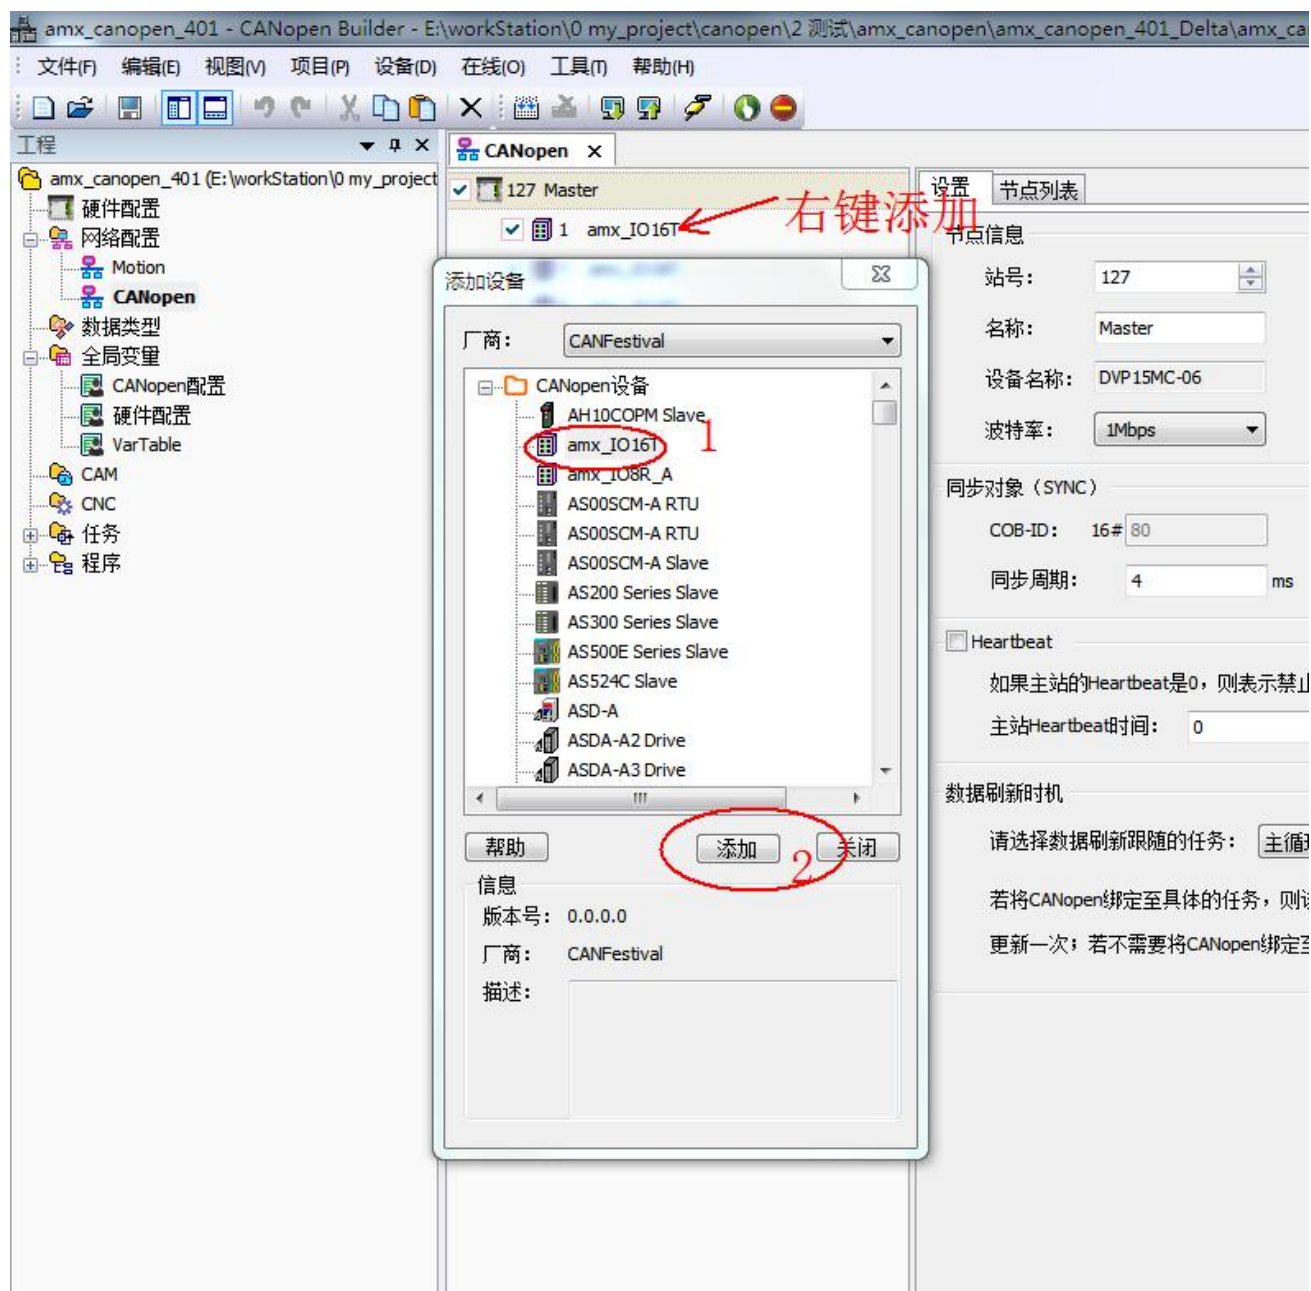 amx_canopen_401 - CANopen Builder - E:\workStation\0 my_project\canopen\2 测试\amx_canopen\amx_canopen_401_Delta\amx_ca
文件(F) 编辑(E) 视图(V) 项目(P) 设备(D) 在线(O) 工具(T) 帮助(H)
工程
amx_canopen_401 (E:\workStation\0 my_project
硬件配置
网络配置
Motion
CANopen
数据类型
全局变量
CANopen配置
硬件配置
VarTable
CAM
CNC
任务
程序
CANopen
127 Master
1 amx_IO16T
右键添加
添加设备
厂商: CANFestival
CANopen设备
AH10COPM Slave
amx_IO16T
1
amx_IO8R_A
AS00SCM-A RTU
AS00SCM-A RTU
AS00SCM-A Slave
AS200 Series Slave
AS300 Series Slave
AS500E Series Slave
AS524C Slave
ASD-A
ASDA-A2 Drive
ASDA-A3 Drive
帮助 添加 2 关闭
信息
版本号: 0.0.0.0
厂商: CANFestival
描述:
设置 节点列表
节点信息
站号: 127
名称: Master
设备名称: DVP15MC-06
波特率: 1Mbps
同步对象（SYNC）
COB-ID: 16# 80
同步周期: 4 ms
Heartbeat
如果主站的Heartbeat是0，则表示禁止
主站Heartbeat时间: 0
数据刷新时机
请选择数据刷新跟随的任务: 主循
若将CANopen绑定至具体的任务，则
更新一次；若不需要将CANopen绑定